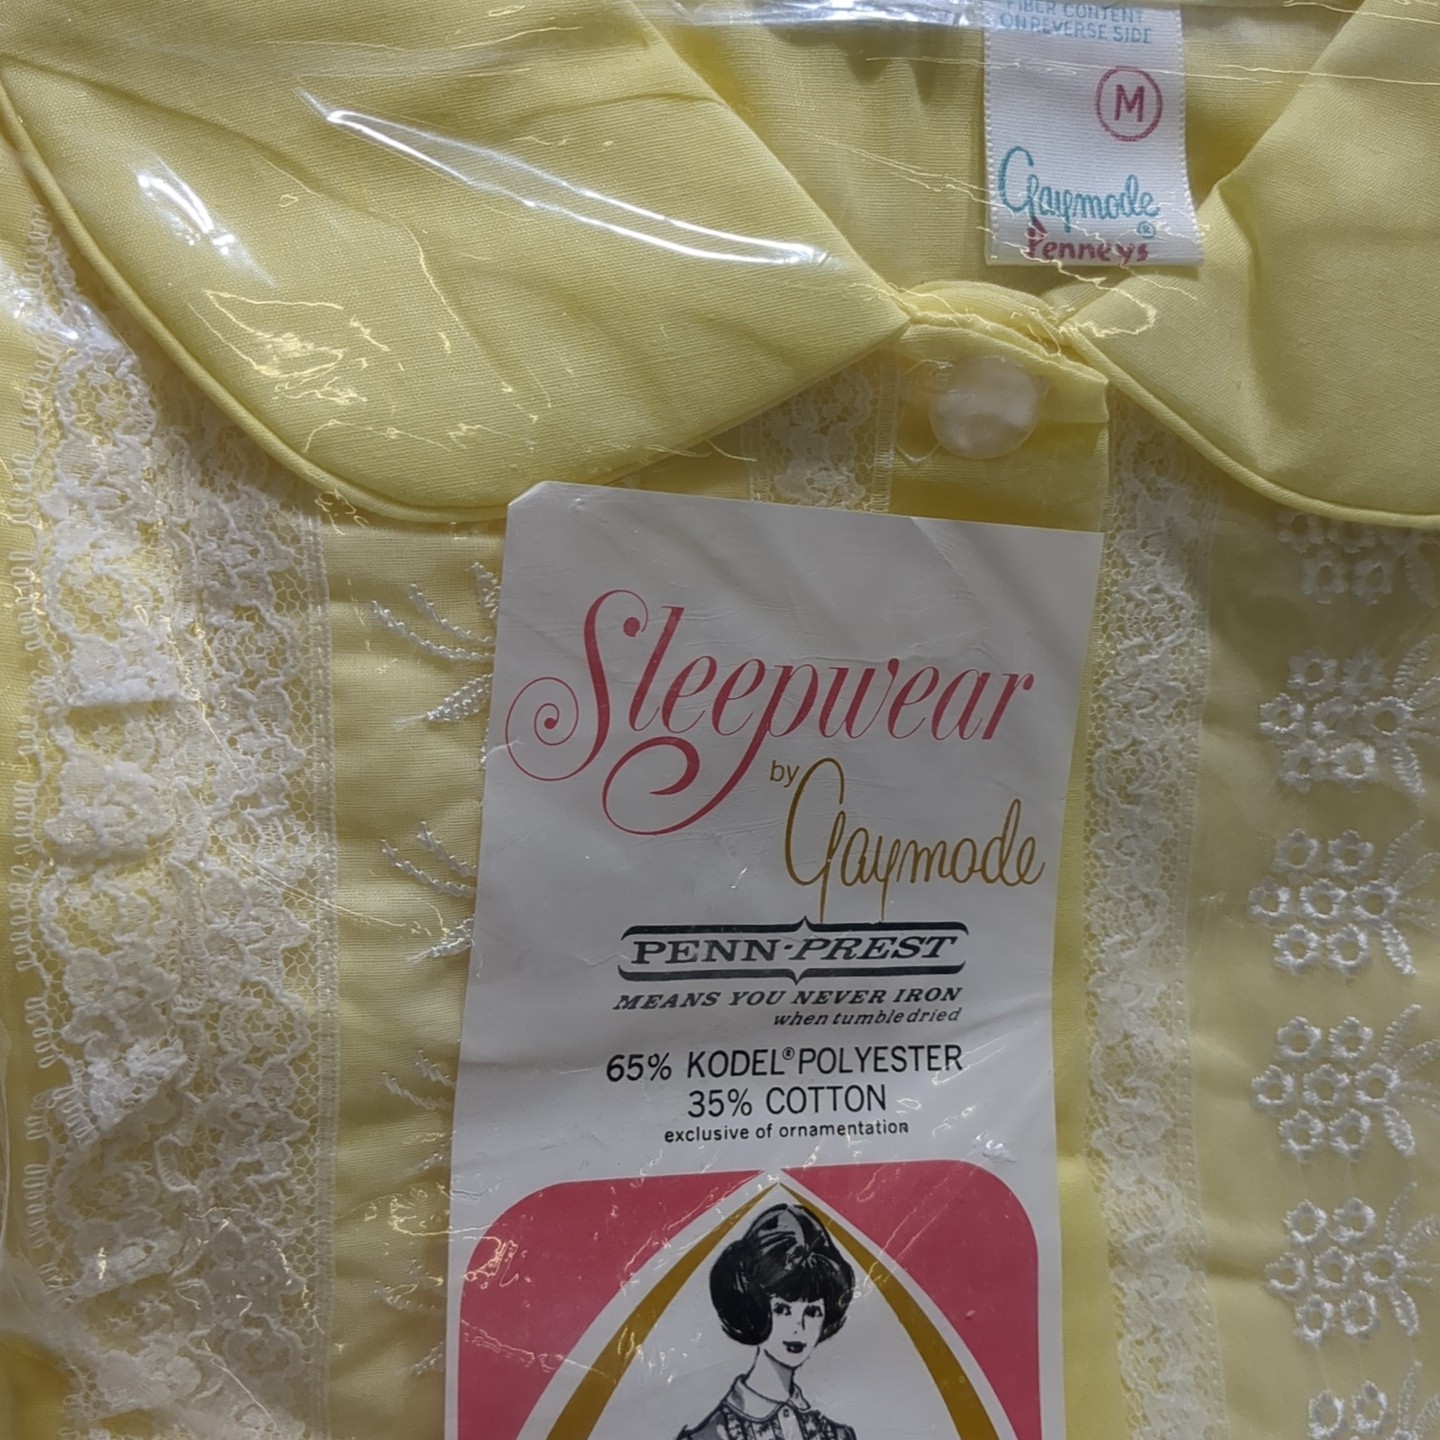 FIBER CONTENT
ON REVERSE SIDE
M
Gaymode
®
Penneys
Sleepwear
by Gaymode
PENN-PREST
MEANS YOU NEVER IRON
when tumble dried
65% KODEL® POLYESTER
35% COTTON
exclusive of ornamentation